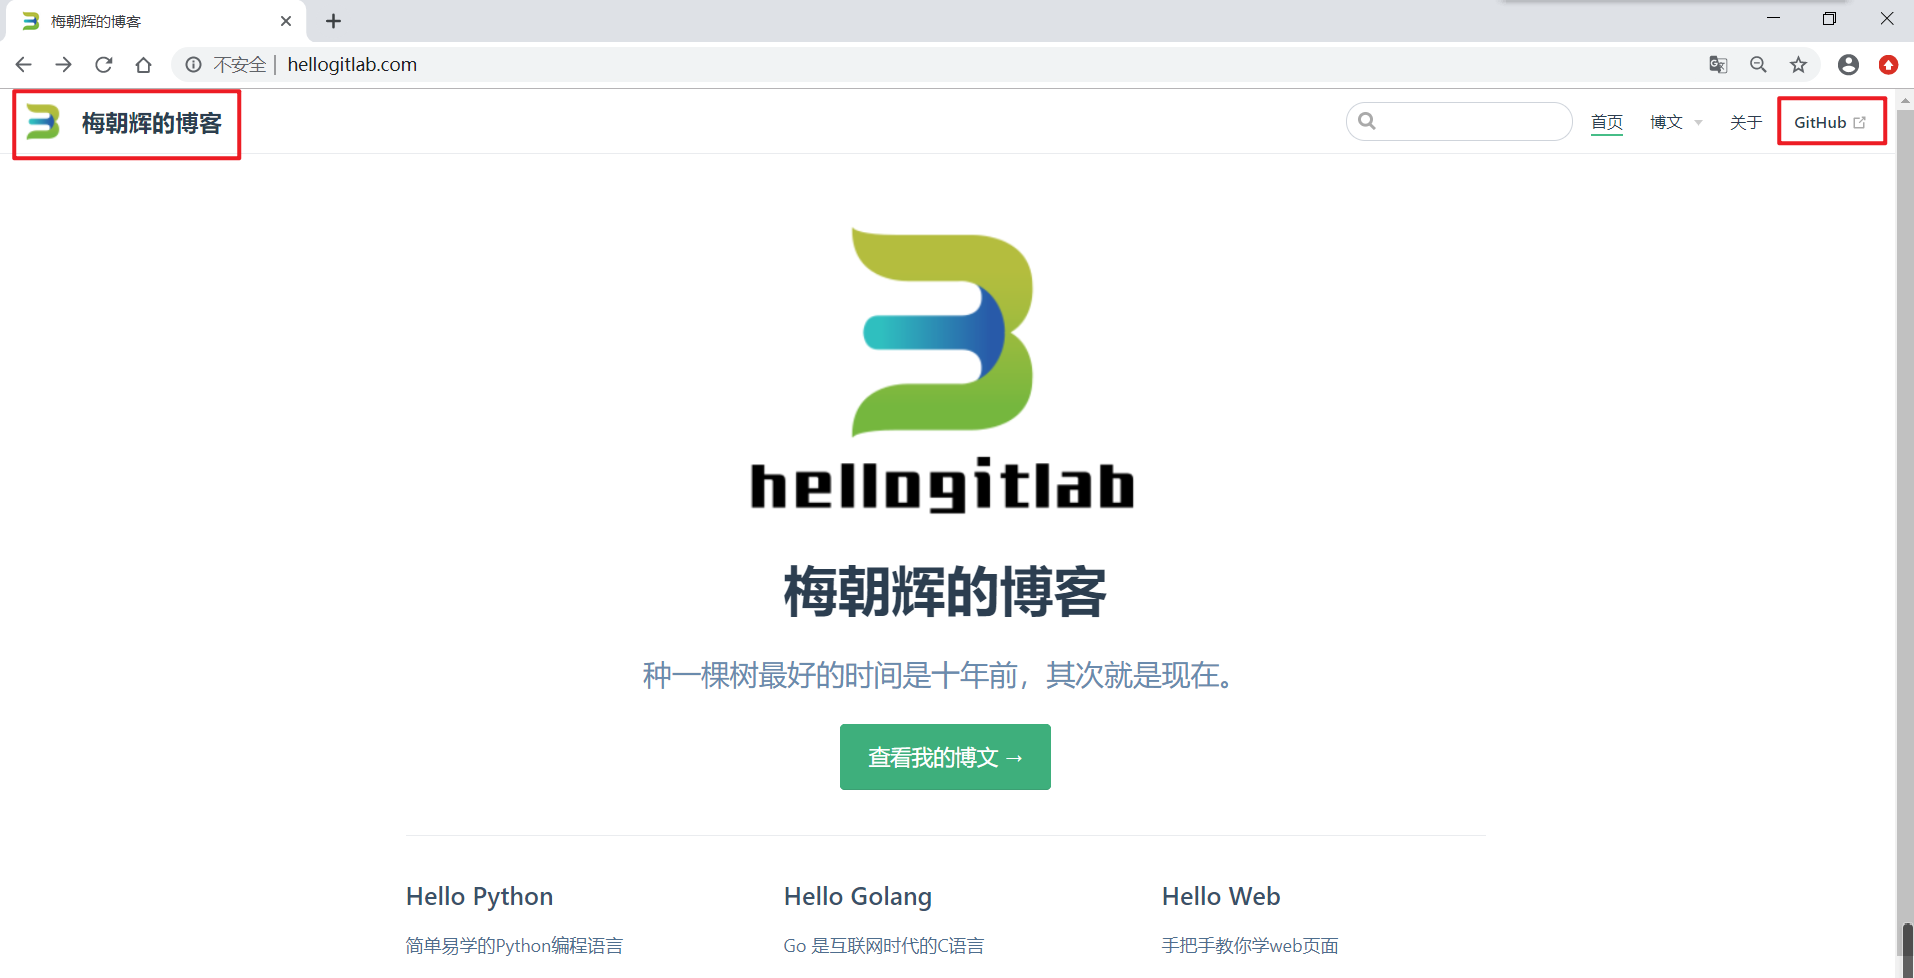 梅朝辉的博客
不安全 | hellogitlab.com
梅朝辉的博客
首页 博文 关于 GitHub
hellogitlab
梅朝辉的博客
种一棵树最好的时间是十年前，其次就是现在。
查看我的博文 →
Hello Python
简单易学的Python编程语言
Hello Golang
Go 是互联网时代的C语言
Hello Web
手把手教你学web页面